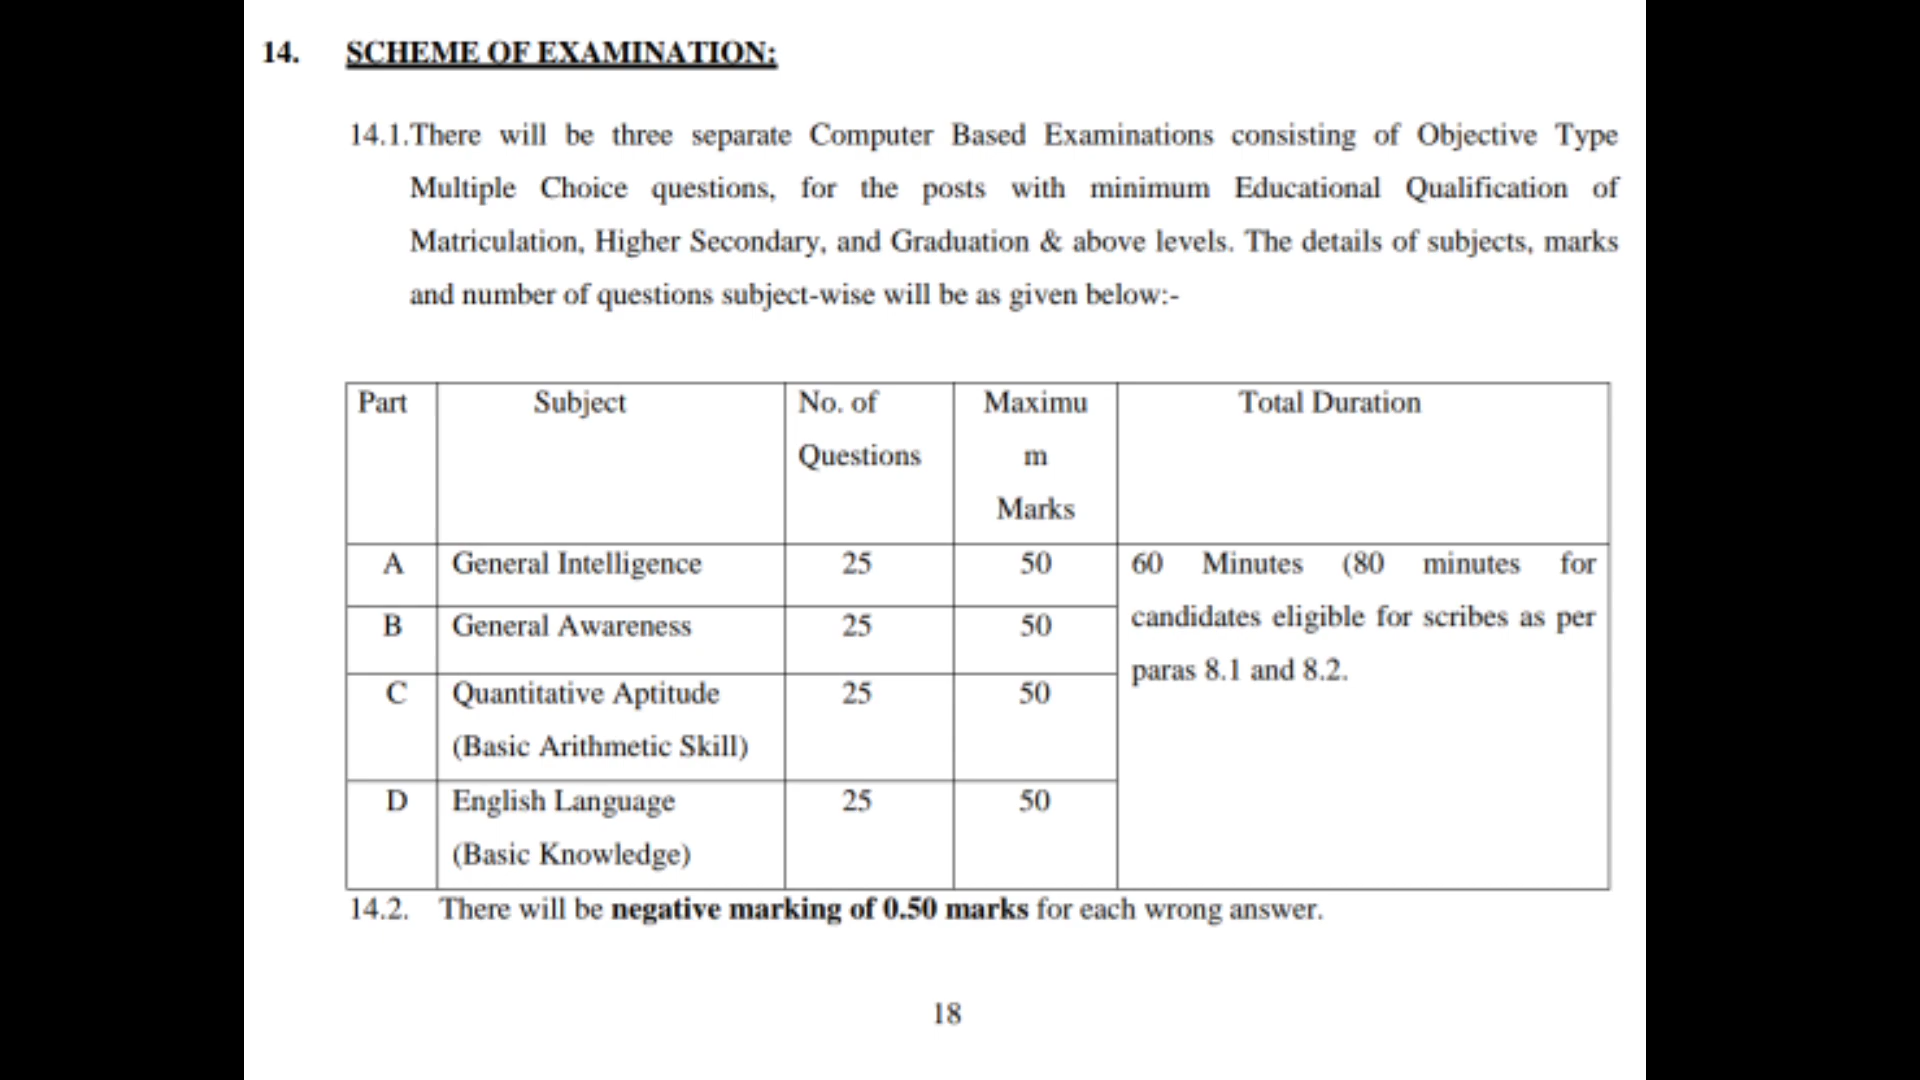 14. SCHEME OF EXAMINATION:
14.1.There will be three separate Computer Based Examinations consisting of Objective Type
Multiple Choice questions, for the posts with minimum Educational Qualification of
Matriculation, Higher Secondary, and Graduation & above levels. The details of subjects, marks
and number of questions subject-wise will be as given below:-
Part Subject No. of Maximu Total Duration
Questions m
Marks
A General Intelligence 25 50 60 Minutes (80 minutes for
candidates eligible for scribes as per
B General Awareness 25 50
paras 8.1 and 8.2.
C Quantitative Aptitude 25 50
(Basic Arithmetic Skill)
D English Language 25 50
(Basic Knowledge)
14.2. There will be negative marking of 0.50 marks for each wrong answer.
18